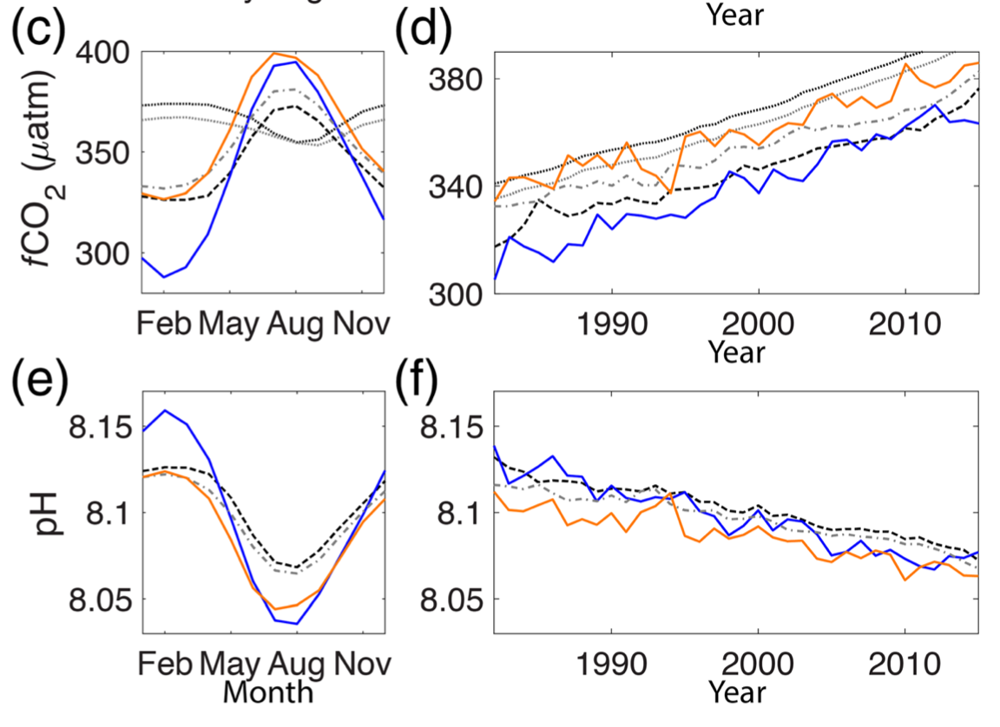 Year
(c)
(d)
400
350
300
fCO2 (µatm)
Feb May Aug Nov
380
340
300
1990 2000 2010
Year
(e)
(f)
8.15
8.1
8.05
pH
Feb May Aug Nov
Month
8.15
8.1
8.05
1990 2000 2010
Year